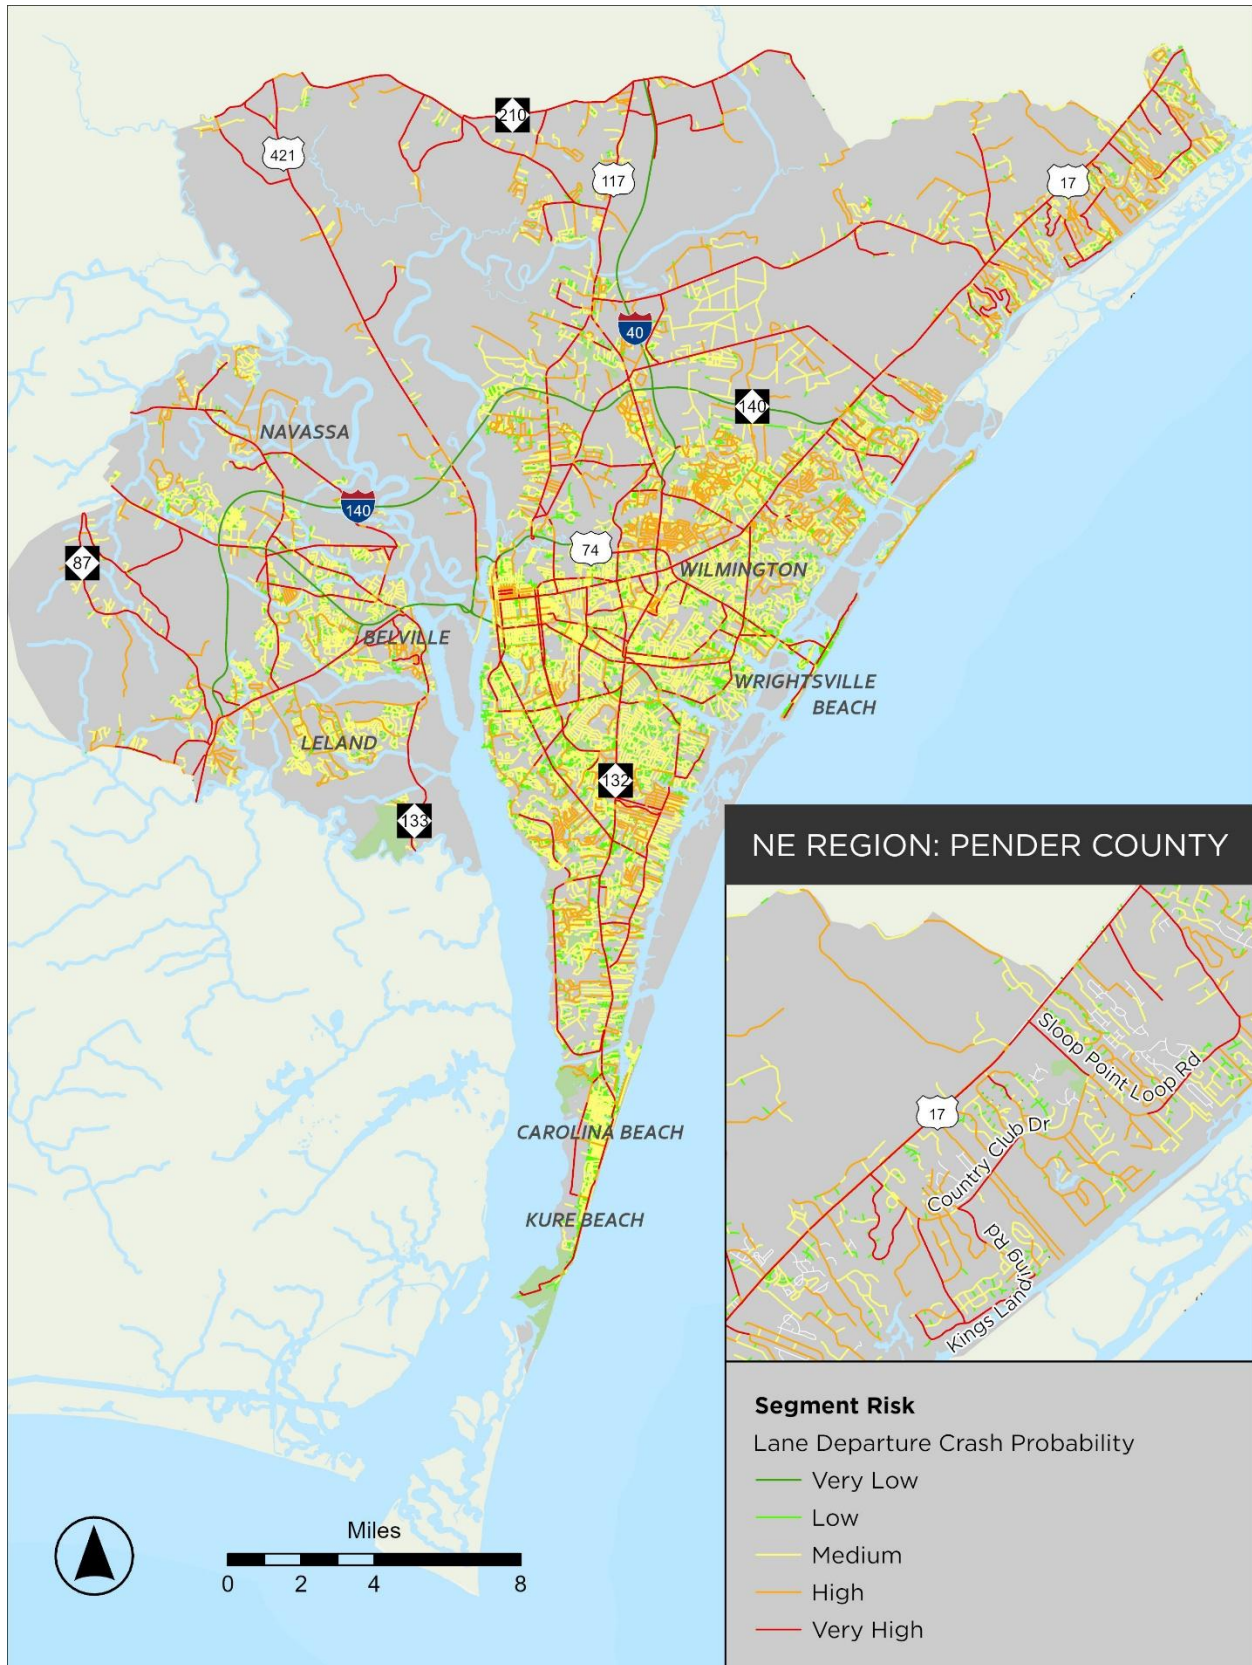 210
421
117
17
40
140
NAVASSA
140
87
74
WILMINGTON
BELVILLE
WRIGHTSVILLE
BEACH
LELAND
132
133
NE REGION: PENDER COUNTY
Sloop Point Loop Rd
17
Country Club Dr
Kings Landing Rd
CAROLINA BEACH
KURE BEACH
Segment Risk
Lane Departure Crash Probability
Very Low
Low
Medium
High
Very High
Miles
0 2 4 8